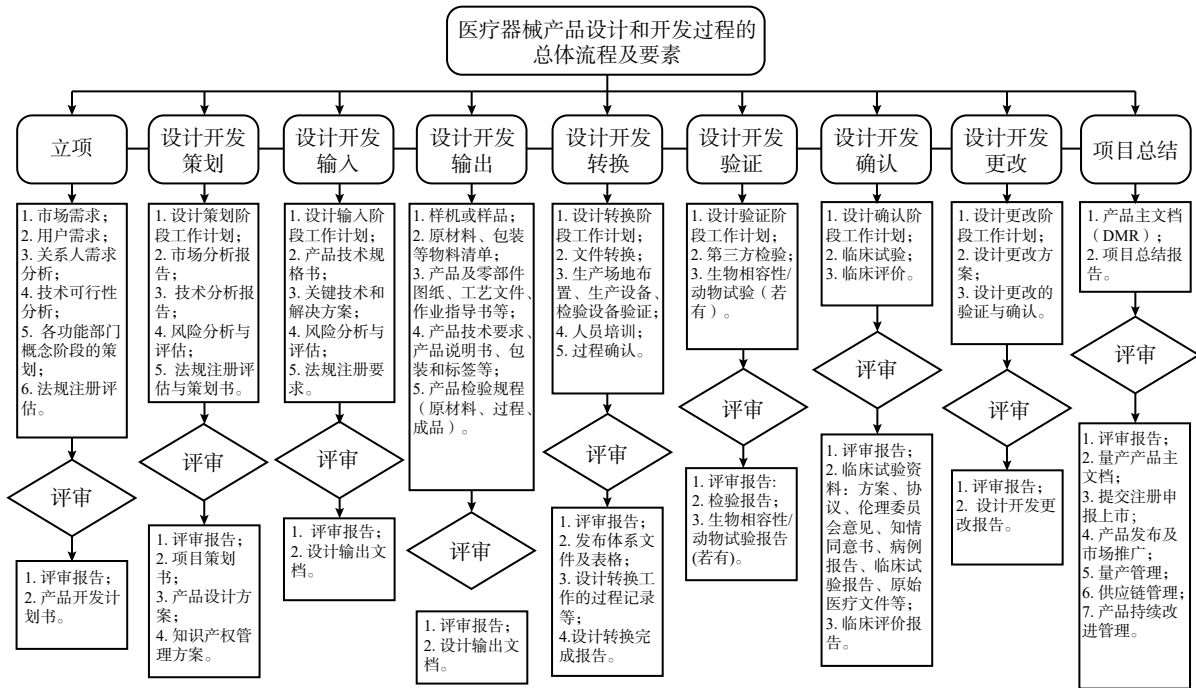 医疗器械产品设计和开发过程的
总体流程及要素
立项
设计开发
策划
设计开发
输入
设计开发
输出
设计开发
转换
设计开发
验证
设计开发
确认
设计开发
更改
项目总结
1. 市场需求；
2. 用户需求；
3. 关系人需求
分析；
4. 技术可行性
分析；
5. 各功能部门
概念阶段的策
划；
6. 法规注册评
估。
评审
1. 评审报告；
2. 产品开发计
划书。
1. 设计策划阶
段工作计划；
2. 市场分析报
告；
3. 技术分析报
告；
4. 风险分析与
评估；
5. 法规注册评
估与策划书。
评审
1. 评审报告；
2. 项目策划
书；
3. 产品设计方
案；
4. 知识产权管
理方案。
1. 设计输入阶
段工作计划；
2. 产品技术规
格书；
3. 关键技术和
解决方案；
4. 风险分析与
评估；
5. 法规注册要
求。
评审
1. 评审报告；
2. 设计输出文
档。
1. 样机或样品；
2. 原材料、包装
等物料清单；
3. 产品及零部件
图纸、工艺文件、
作业指导书等；
4. 产品技术要求、
产品说明书、包
装和标签等；
5. 产品检验规程
（原材料、过程、
成品）。
评审
1. 评审报告；
2. 设计输出文
档。
1. 设计转换阶
段工作计划；
2. 文件转换；
3. 生产场地布
置、生产设备、
检验设备验证；
4. 人员培训；
5. 过程确认。
评审
1. 评审报告；
2. 发布体系文
件及表格；
3. 设计转换工
作的过程记录
等；
4.设计转换完
成报告。
1. 设计验证阶
段工作计划；
2. 第三方检验；
3. 生物相容性/
动物试验（若
有）。
评审
1. 评审报告:
2. 检验报告；
3. 生物相容性/
动物试验报告
(若有)。
1. 设计确认阶
段工作计划；
2. 临床试验；
3. 临床评价。
评审
1. 评审报告；
2. 临床试验资
料：方案、协
议、伦理委员
会意见、知情
同意书、病例
报告、临床试
验报告、原始
医疗文件等；
3. 临床评价报
告。
1. 设计更改阶
段工作计划；
2. 设计更改方
案；
3. 设计更改的
验证与确认。
评审
1. 评审报告；
2. 设计开发更
改报告。
1. 产品主文档
（DMR）；
2. 项目总结报
告。
评审
1. 评审报告；
2. 量产产品主
文档；
3. 提交注册申
报上市；
4. 产品发布及
市场推广；
5. 量产管理；
6. 供应链管理；
7. 产品持续改
进管理。